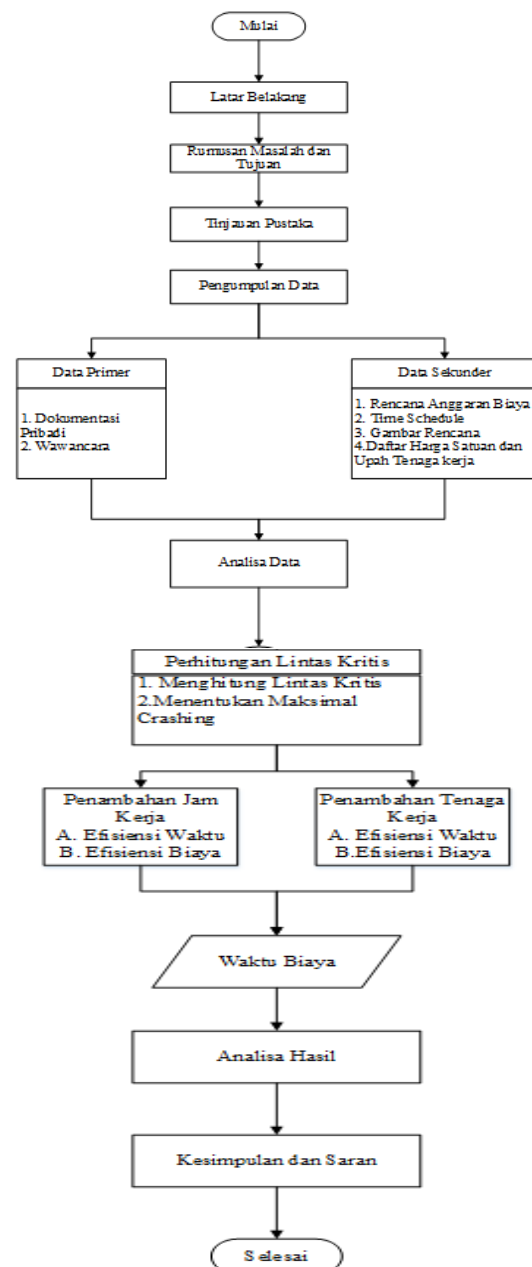 Mulai
Latar Belakang
Rumusan Masalah dan
Tujuan
Tinjauan Pustaka
Pengumpulan Data
Data Primer
1. Dokumentasi
Pribadi
2. Wawancara
Data Sekunder
1. Rencana Anggaran Biaya
2. Time Schedule
3. Gambar Rencana
4.Daftar Harga Satuan dan
Upah Tenaga kerja
Analisa Data
Perhitungan Lintas Kritis
1. Menghitung Lintas Kritis
2.Menentukan Maksimal
Crashing
Penambahan Jam
Kerja
A. Efisiensi Waktu
B. Efisiensi Biaya
Penambahan Tenaga
Kerja
A. Efisiensi Waktu
B.Efisiensi Biaya
Waktu Biaya
Analisa Hasil
Kesimpulan dan Saran
Selesai